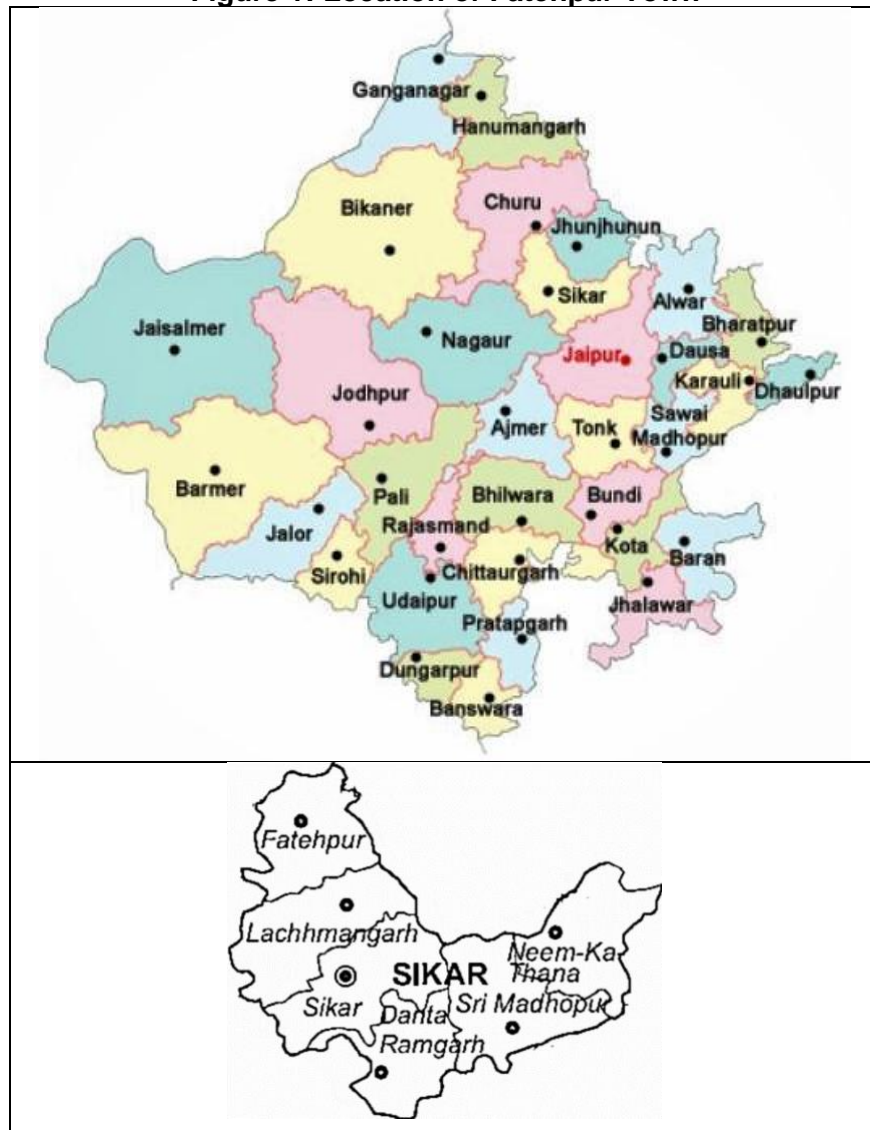 Figure 1: Location of Fatehpur Town
Ganganagar
Hanumangarh
Bikaner
Churu
Jhunjhunun
Sikar
Alwar
Jaisalmer
Nagaur
Bharatpur
Jaipur
Dausa
Jodhpur
Karauli
Dhaulpur
Ajmer
Tonk
Sawai
Madhopur
Barmer
Pali
Bhilwara
Bundi
Rajasmand
Jalor
Kota
Baran
Sirohi
Chittaurgarh
Udaipur
Jhalawar
Pratapgarh
Dungarpur
Banswara
Fatehpur
Lachhmangarh
Neem-Ka-
Thana
SIKAR
Sikar
Sri Madhopur
Danta
Ramgarh